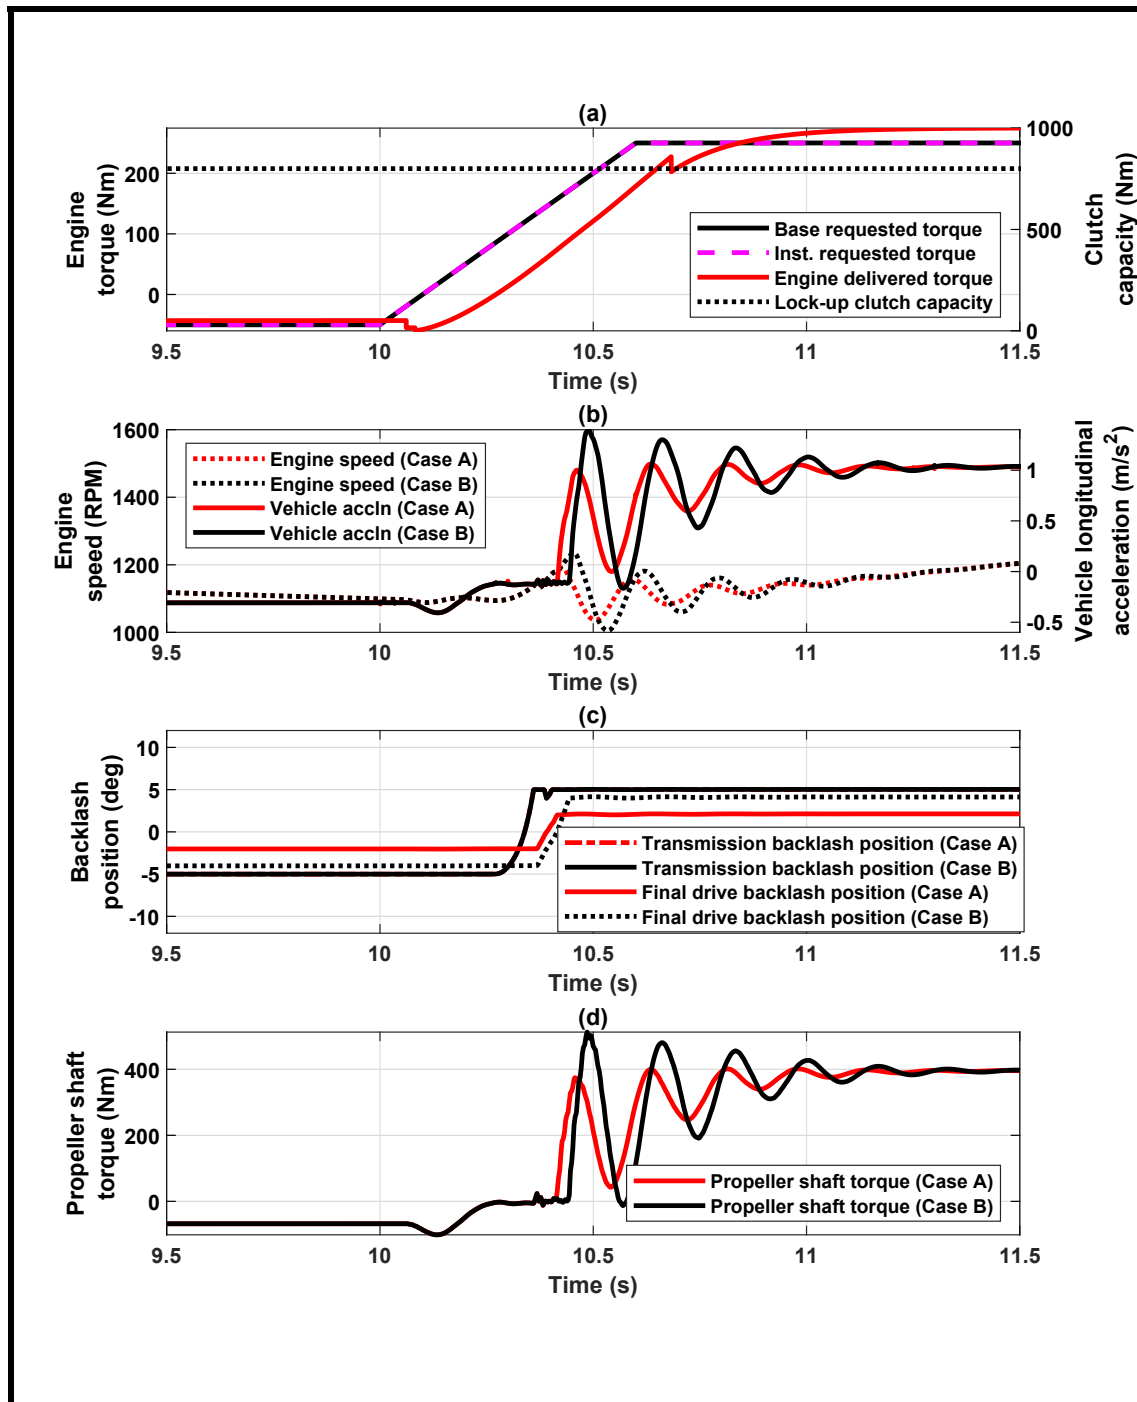 (a)
Engine
torque (Nm)
200
100
0
1000
500
0
Clutch
capacity (Nm)
Base requested torque
Inst. requested torque
Engine delivered torque
Lock-up clutch capacity
9.5 10 10.5 11 11.5
Time (s)
(b)
Engine
speed (RPM)
1600
1400
1200
1000
1
0.5
0
-0.5
Vehicle longitudinal
acceleration (m/s²)
Engine speed (Case A)
Engine speed (Case B)
Vehicle accln (Case A)
Vehicle accln (Case B)
9.5 10 10.5 11 11.5
Time (s)
(c)
Backlash
position (deg)
10
5
0
-5
-10
Transmission backlash position (Case A)
Transmission backlash position (Case B)
Final drive backlash position (Case A)
Final drive backlash position (Case B)
9.5 10 10.5 11 11.5
Time (s)
(d)
Propeller shaft
torque (Nm)
400
200
0
Propeller shaft torque (Case A)
Propeller shaft torque (Case B)
9.5 10 10.5 11 11.5
Time (s)